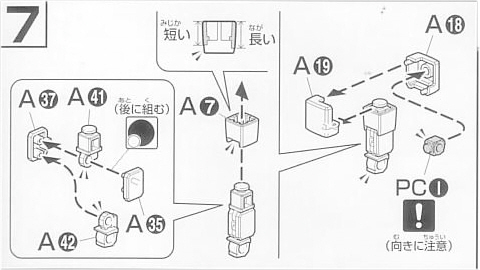 7
みじか
短い
なが
長い
A18
A19
A7
A37
A41
あと く
(後に組む)
PC1
!
む ちゅうい
(向きに注意)
A35
A42